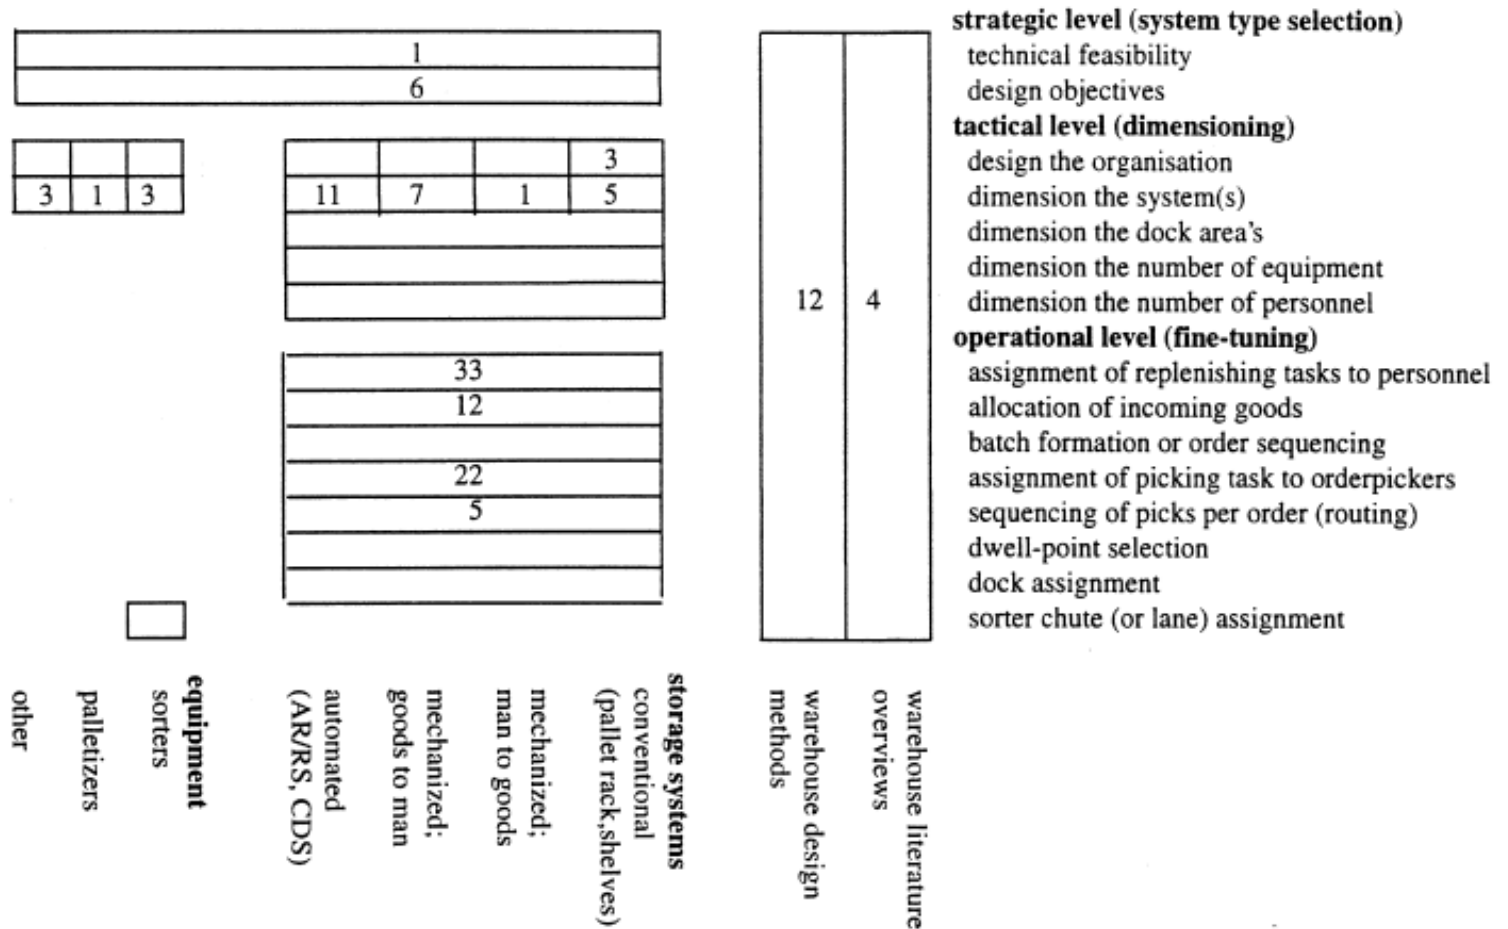 strategic level (system type selection)
1 technical feasibility
6 design objectives
tactical level (dimensioning)
3 design the organisation
3 1 3 11 7 1 5 dimension the system(s)
dimension the dock area's
dimension the number of equipment
12 4 dimension the number of personnel
operational level (fine-tuning)
33 assignment of replenishing tasks to personnel
12 allocation of incoming goods
batch formation or order sequencing
22 assignment of picking task to orderpickers
5 sequencing of picks per order (routing)
dwell-point selection
dock assignment
sorter chute (or lane) assignment
other
palletizers
sorters
equipment
automated
(AR/RS, CDS)
mechanized;
goods to man
mechanized;
man to goods
storage systems
conventional
(pallet rack,shelves)
warehouse design
methods
warehouse literature
overviews